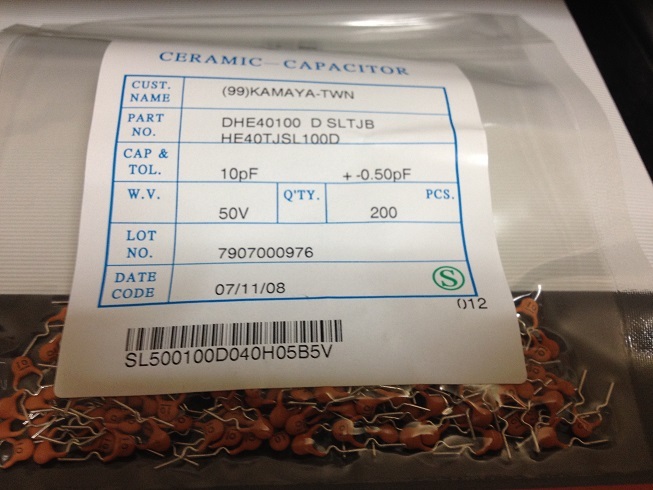 CERAMIC-CAPACITOR
CUST. NAME (99)KAMAYA-TWN
PART NO. DHE40100 D SLTJB
HE40TJSL100D
CAP & TOL. 10pF +-0.50pF
W.V. 50V Q'TY. 200 PCS.
LOT NO. 7907000976
DATE CODE 07/11/08 S
012
SL500100D040H05B5V